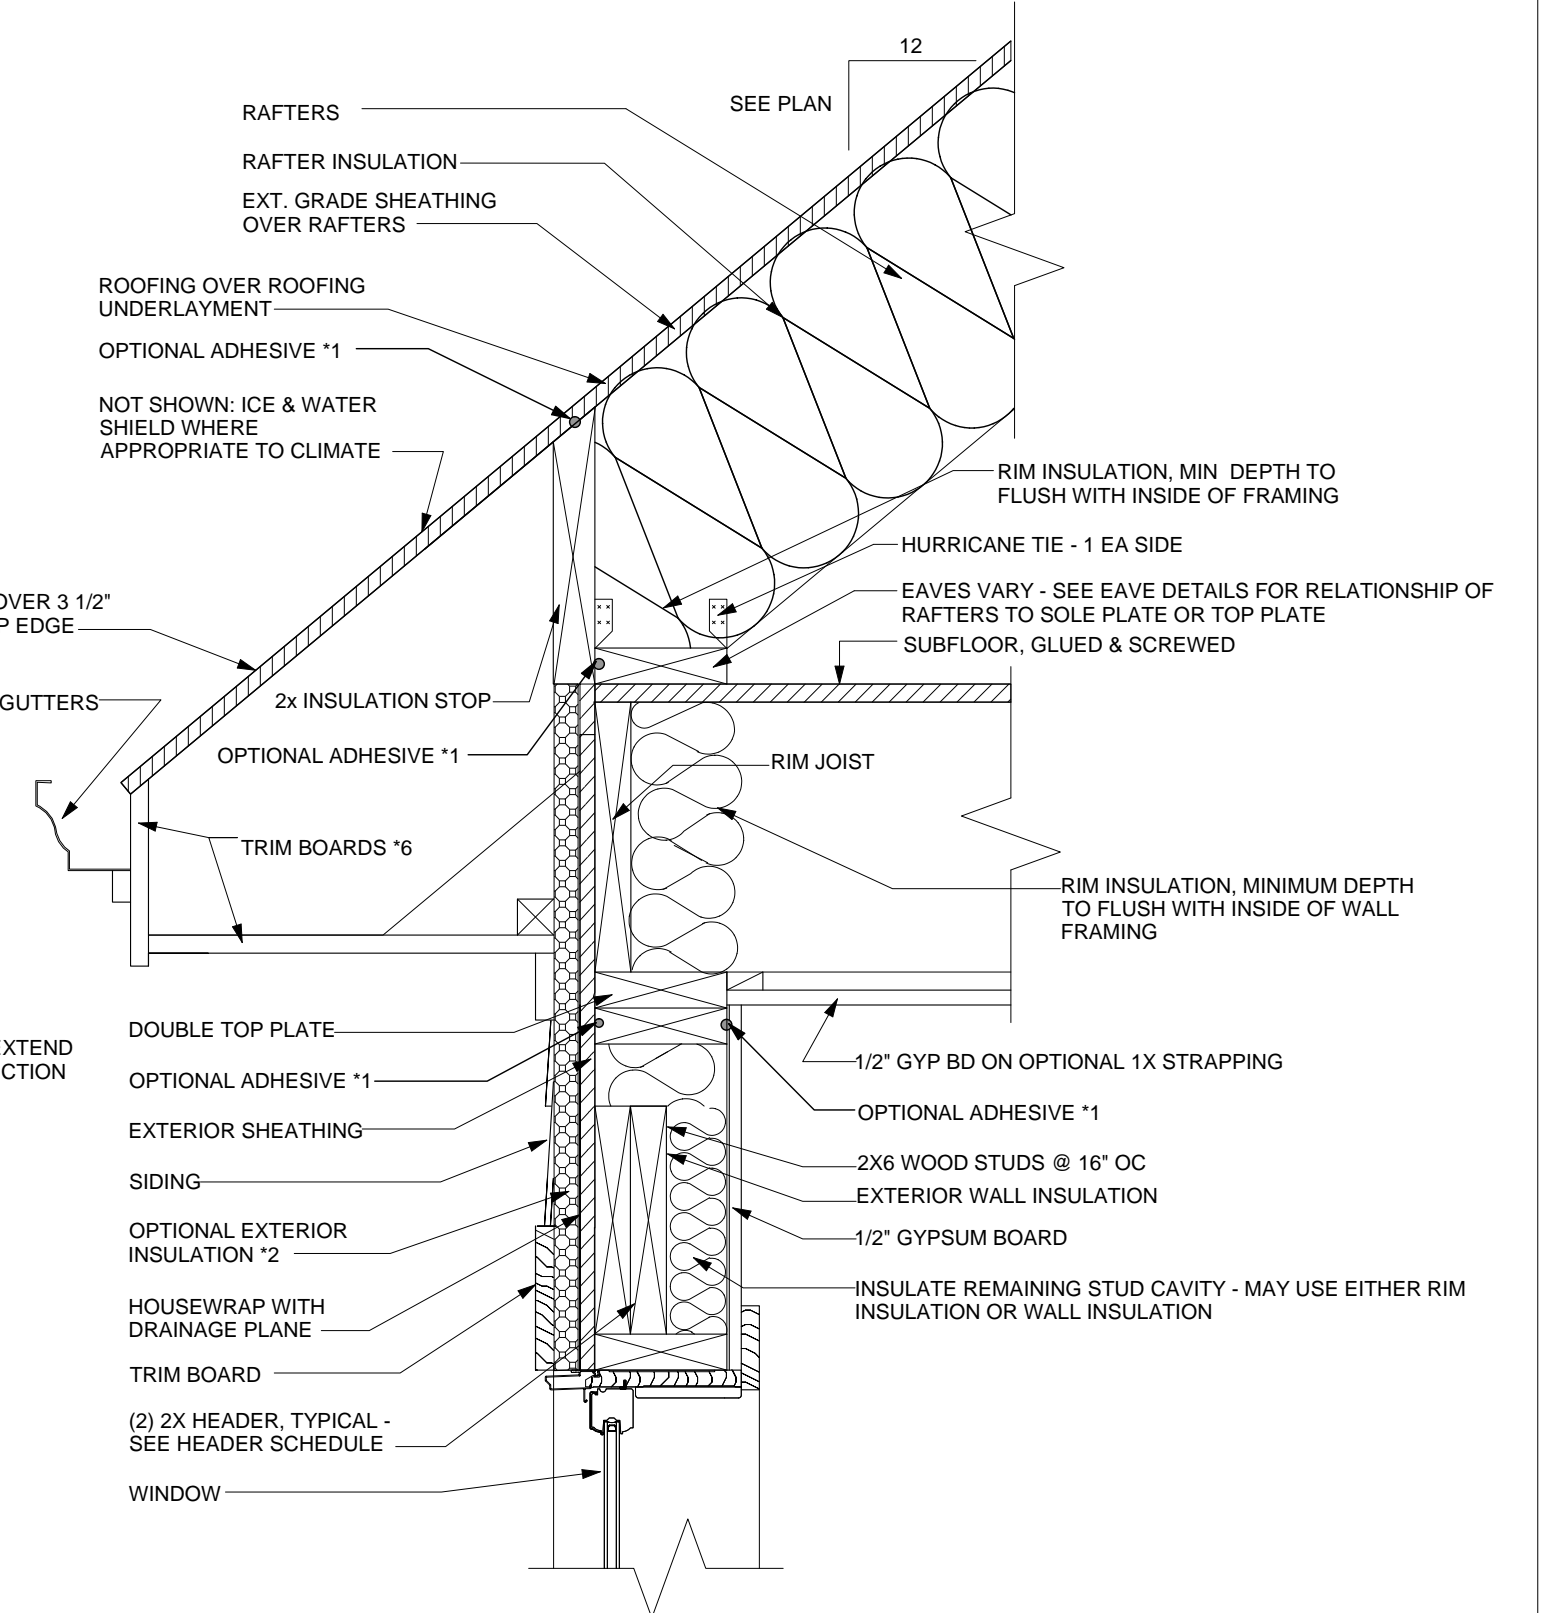 12
SEE PLAN
RAFTERS
RAFTER INSULATION
EXT. GRADE SHEATHING
OVER RAFTERS
ROOFING OVER ROOFING
UNDERLAYMENT
OPTIONAL ADHESIVE *1
NOT SHOWN: ICE & WATER
SHIELD WHERE
APPROPRIATE TO CLIMATE
OVER 3 1/2"
P EDGE
GUTTERS
2x INSULATION STOP
OPTIONAL ADHESIVE *1
TRIM BOARDS *6
EXTEND
CTION
DOUBLE TOP PLATE
OPTIONAL ADHESIVE *1
EXTERIOR SHEATHING
SIDING
OPTIONAL EXTERIOR
INSULATION *2
HOUSEWRAP WITH
DRAINAGE PLANE
TRIM BOARD
(2) 2X HEADER, TYPICAL -
SEE HEADER SCHEDULE
WINDOW
RIM INSULATION, MIN DEPTH TO
FLUSH WITH INSIDE OF FRAMING
HURRICANE TIE - 1 EA SIDE
EAVES VARY - SEE EAVE DETAILS FOR RELATIONSHIP OF
RAFTERS TO SOLE PLATE OR TOP PLATE
SUBFLOOR, GLUED & SCREWED
RIM JOIST
RIM INSULATION, MINIMUM DEPTH
TO FLUSH WITH INSIDE OF WALL
FRAMING
1/2" GYP BD ON OPTIONAL 1X STRAPPING
OPTIONAL ADHESIVE *1
2X6 WOOD STUDS @ 16" OC
EXTERIOR WALL INSULATION
1/2" GYPSUM BOARD
INSULATE REMAINING STUD CAVITY - MAY USE EITHER RIM
INSULATION OR WALL INSULATION